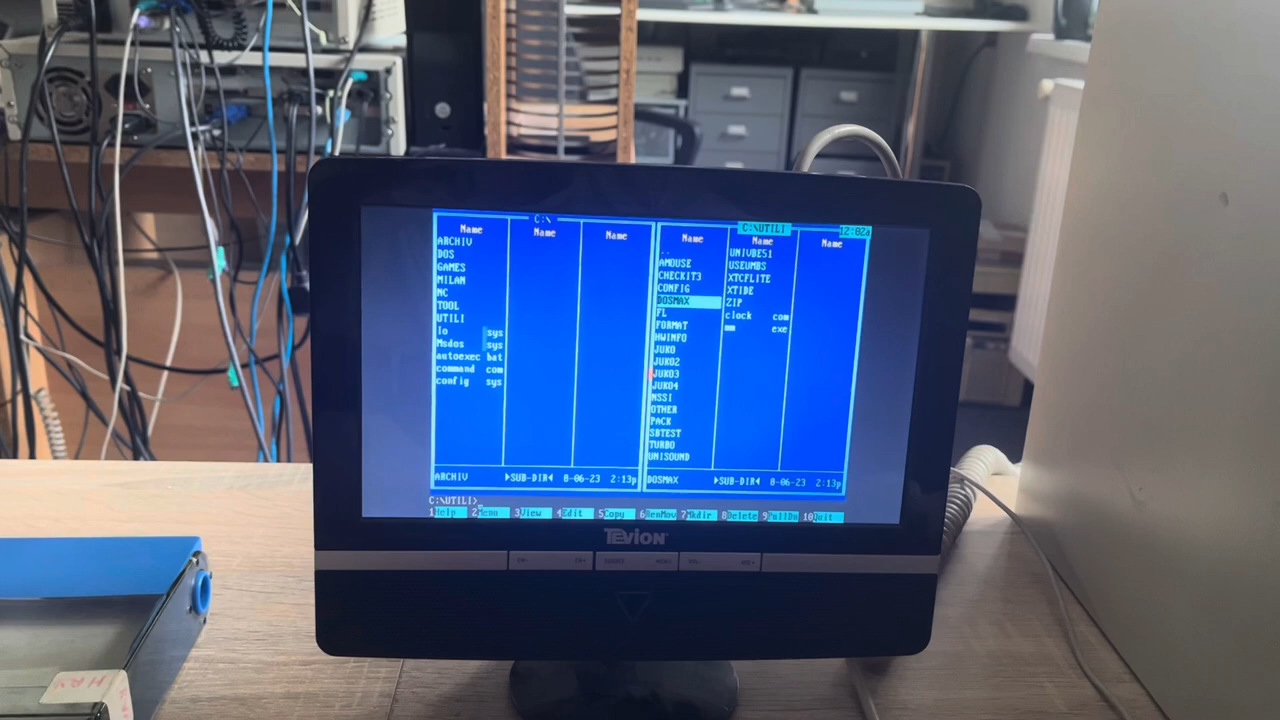 C:\
Name Name Name
ARCHIV
DOS
GAMES
MILAN
NC
TOOL
UTILI
Io sys
Msdos sys
autoexec bat
command com
config sys
ARCHIV ►SUB-DIR◄ 8-06-23 2:13p
C:\UTILI 12:02a
Name Name Name
..
AMOUSE
CHECKIT3
CONFIG
DOSMAX
FL
FORMAT
HWINFO
JUKO
JUKO2
JUKO3
JUKO4
NSSI
OTHER
PACK
SBTEST
TURBO
UNISOUND
UNIVBE51
USEUMBS
XTCFLITE
XTIDE
ZIP
clock com
mm exe
DOSMAX ►SUB-DIR◄ 8-06-23 2:13p
C:\UTILI>_
1Help 2Menu 3View 4Edit 5Copy 6RenMov 7Mkdir 8Delete 9PullDn 10Quit
TEVION